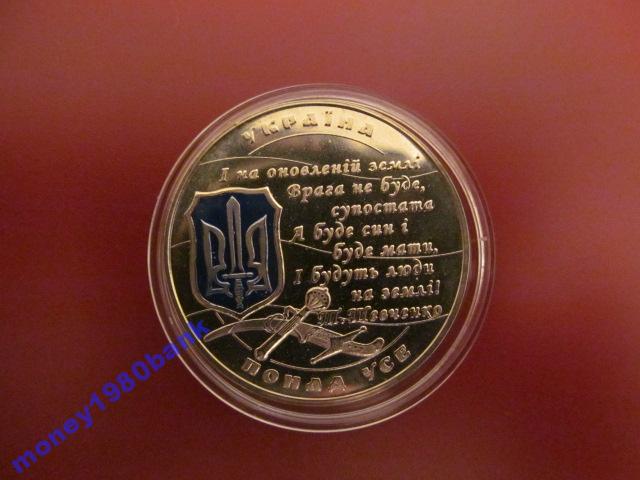 УКРАЇНА
І на оновленій землі
Врага не буде,
супостата
А буде син і
буде мати,
І будуть люди
на землі!
Т. Шевченко
ПОНАД УСЕ
money1980bank